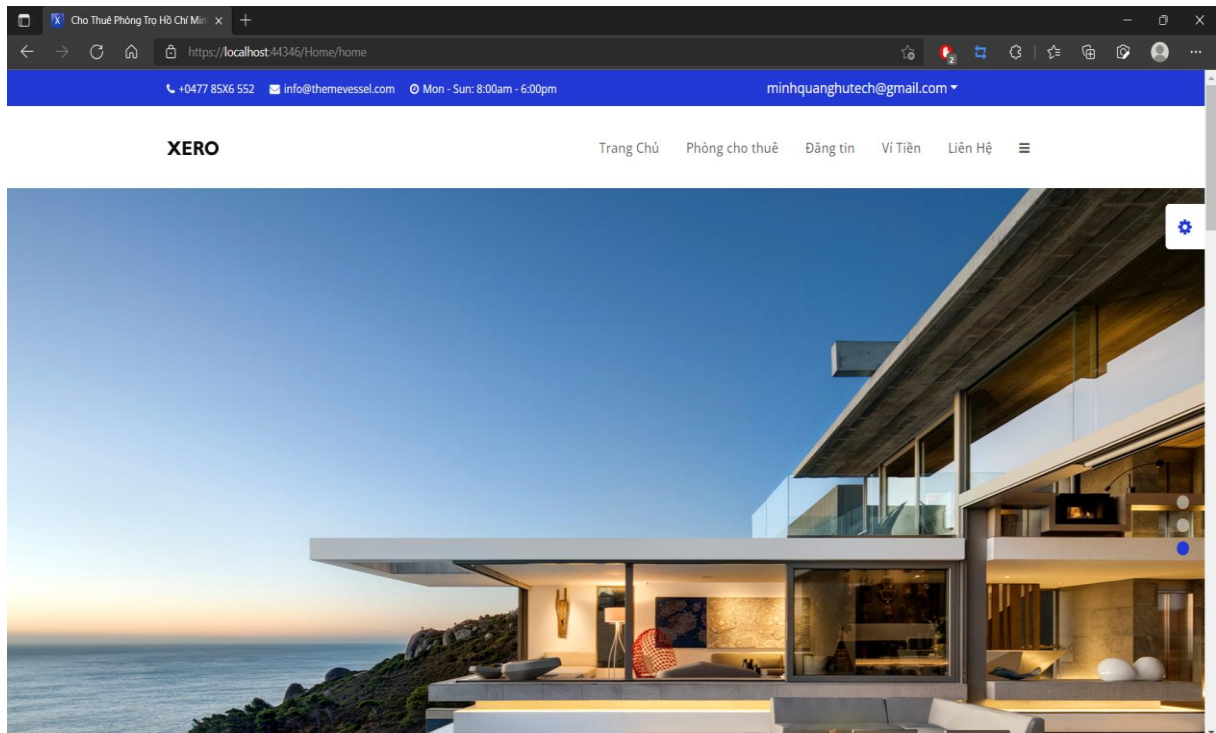 Cho Thuê Phòng Trọ Hồ Chí Min
https://localhost:44346/Home/home
2
+0477 85X6 552 info@themevessel.com Mon - Sun: 8:00am - 6:00pm minhquanghutech@gmail.com
XERO Trang Chủ Phòng cho thuê Đăng tin Ví Tiền Liên Hệ